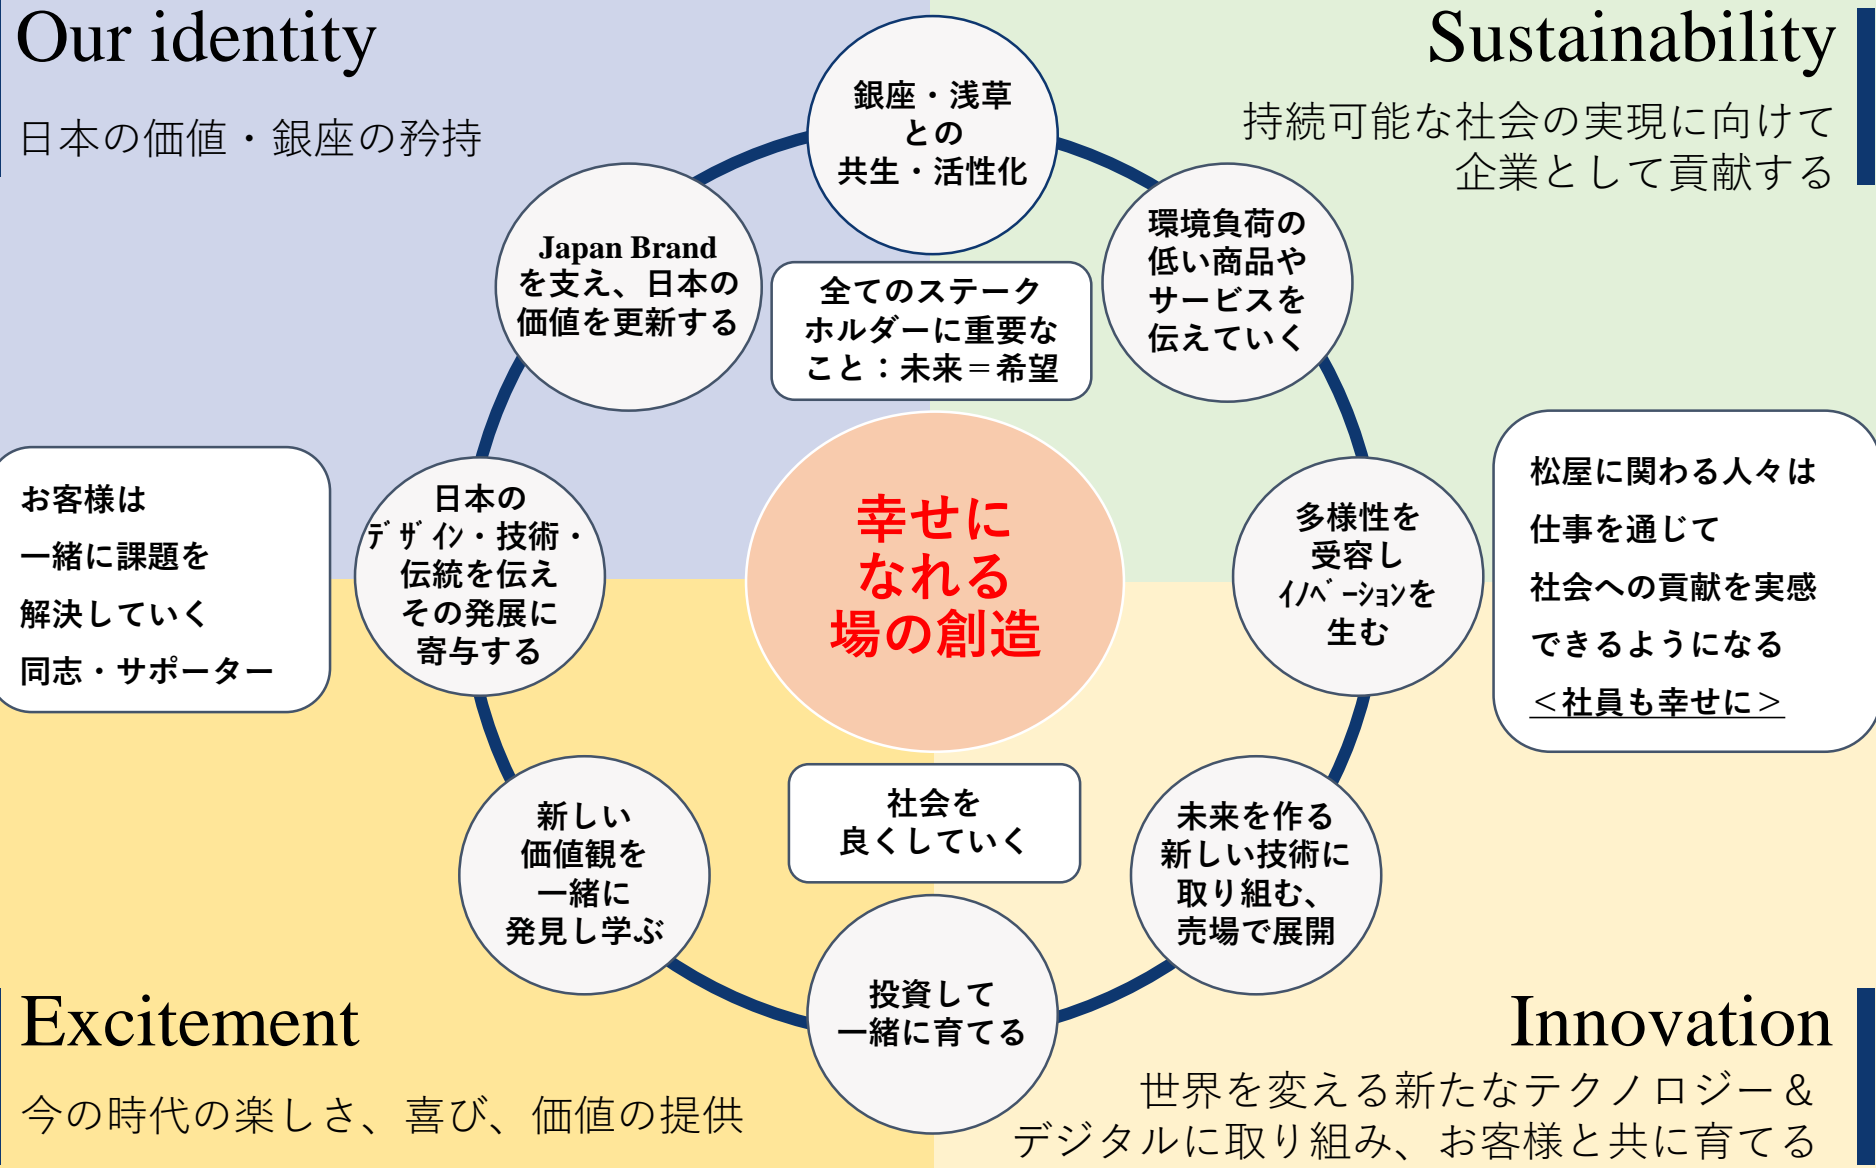 Our identity
日本の価値・銀座の矜持
Sustainability
持続可能な社会の実現に向けて
企業として貢献する
銀座・浅草
との
共生・活性化
Japan Brand
を支え、日本の
価値を更新する
全てのステーク
ホルダーに重要な
こと：未来＝希望
環境負荷の
低い商品や
サービスを
伝えていく
お客様は
一緒に課題を
解決していく
同志・サポーター
日本の
ﾃﾞｻﾞｲﾝ・技術・
伝統を伝え
その発展に
寄与する
幸せに
なれる
場の創造
多様性を
受容し
ｲﾉﾍﾞｰｼｮﾝを
生む
松屋に関わる人々は
仕事を通じて
社会への貢献を実感
できるようになる
＜社員も幸せに＞
新しい
価値観を
一緒に
発見し学ぶ
社会を
良くしていく
未来を作る
新しい技術に
取り組む、
売場で展開
投資して
一緒に育てる
Excitement
今の時代の楽しさ、喜び、価値の提供
Innovation
世界を変える新たなテクノロジー＆
デジタルに取り組み、お客様と共に育てる